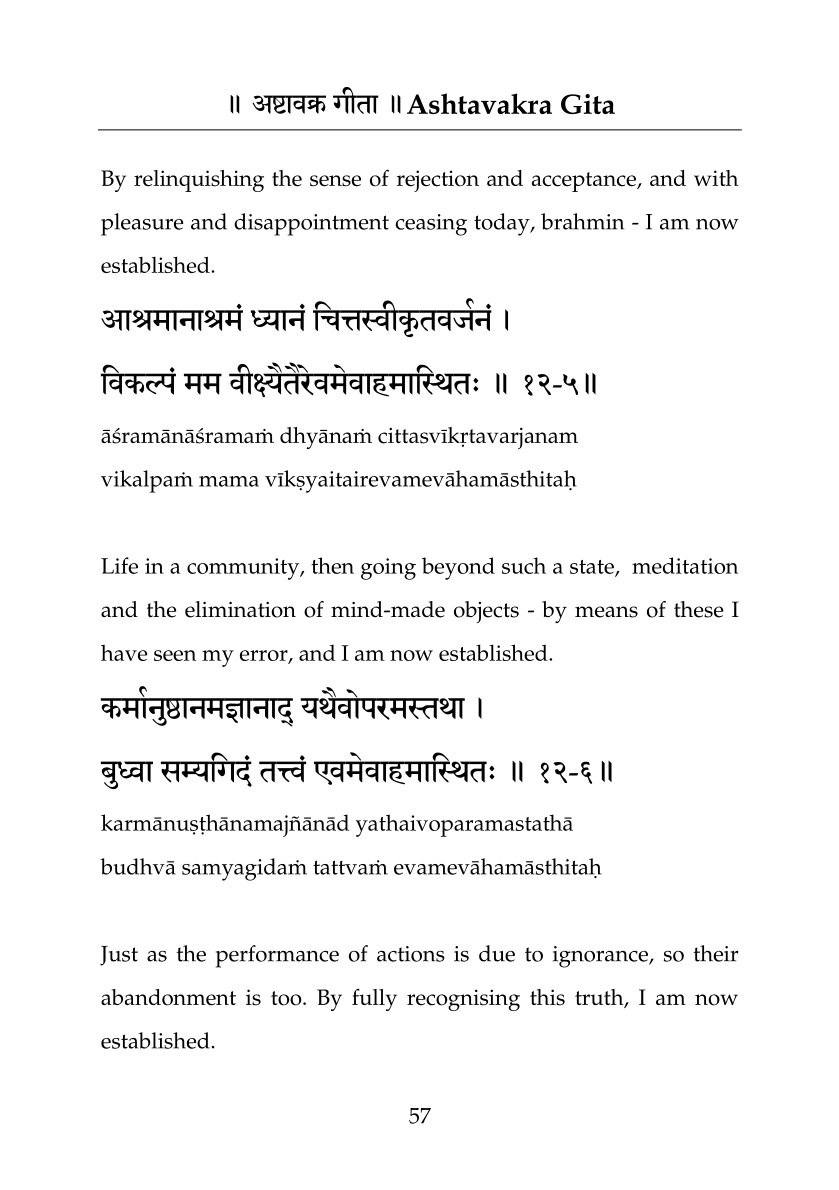 ॥ अष्टावक्र गीता ॥ Ashtavakra Gita
By relinquishing the sense of rejection and acceptance, and with
pleasure and disappointment ceasing today, brahmin - I am now
established.
आश्रमानाश्रमं ध्यानं चित्तस्वीकृतवर्जनं ।
विकल्पं मम वीक्ष्यैतैरेवमेवाहमास्थितः ॥ १२-५॥
āśramānāśramaṁ dhyānaṁ cittasvīkṛtavarjanam
vikalpaṁ mama vīkṣyaitairevamevāhamāsthitaḥ
Life in a community, then going beyond such a state, meditation
and the elimination of mind-made objects - by means of these I
have seen my error, and I am now established.
कर्मानुष्ठानमज्ञानाद् यथैवोपरमस्तथा ।
बुध्वा सम्यगिदं तत्त्वं एवमेवाहमास्थितः ॥ १२-६॥
karmānuṣṭhānamajñānād yathaivoparamastathā
budhvā samyagidaṁ tattvaṁ evamevāhamāsthitaḥ
Just as the performance of actions is due to ignorance, so their
abandonment is too. By fully recognising this truth, I am now
established.
57